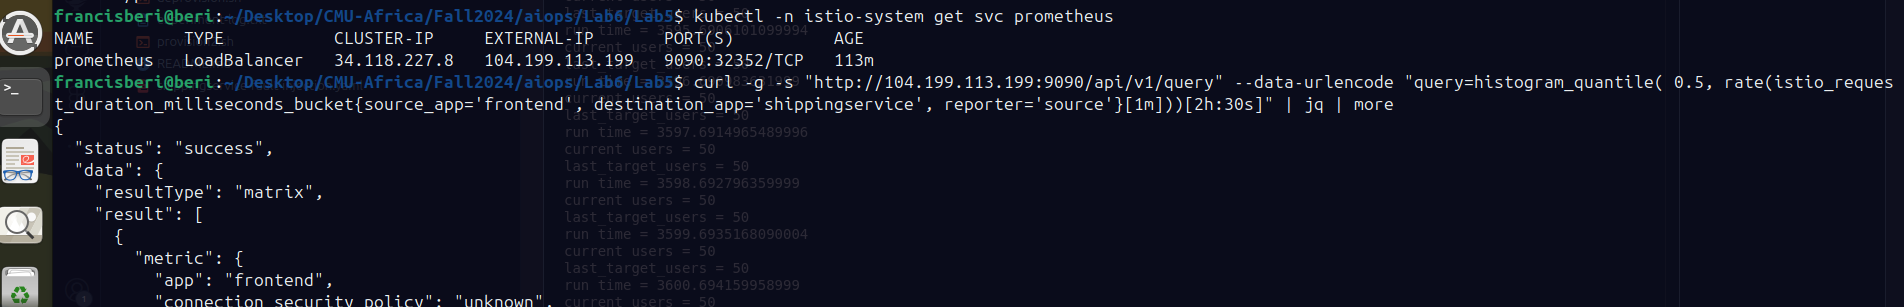 francisberi@beri:~/Desktop/CMU-Africa/Fall2024/aiops/Lab6/Lab5$ kubectl -n istio-system get svc prometheus
NAME TYPE CLUSTER-IP EXTERNAL-IP PORT(S) AGE
prometheus LoadBalancer 34.118.227.8 104.199.113.199 9090:32352/TCP 113m
francisberi@beri:~/Desktop/CMU-Africa/Fall2024/aiops/Lab6/Lab5$ curl -g -s "http://104.199.113.199:9090/api/v1/query" --data-urlencode "query=histogram_quantile( 0.5, rate(istio_reques
t_duration_milliseconds_bucket{source_app='frontend', destination_app='shippingservice', reporter='source'}[1m]))[2h:30s]" | jq | more
{
"status": "success",
"data": {
"resultType": "matrix",
"result": [
{
"metric": {
"app": "frontend",
"connection_security_policy": "unknown",
run time = 3597.6914965489996
current users = 50
last_target_users = 50
run time = 3598.692796359999
current users = 50
last_target_users = 50
run time = 3599.6935168090004
current users = 50
last_target_users = 50
run time = 3600.694159958999
current users = 50